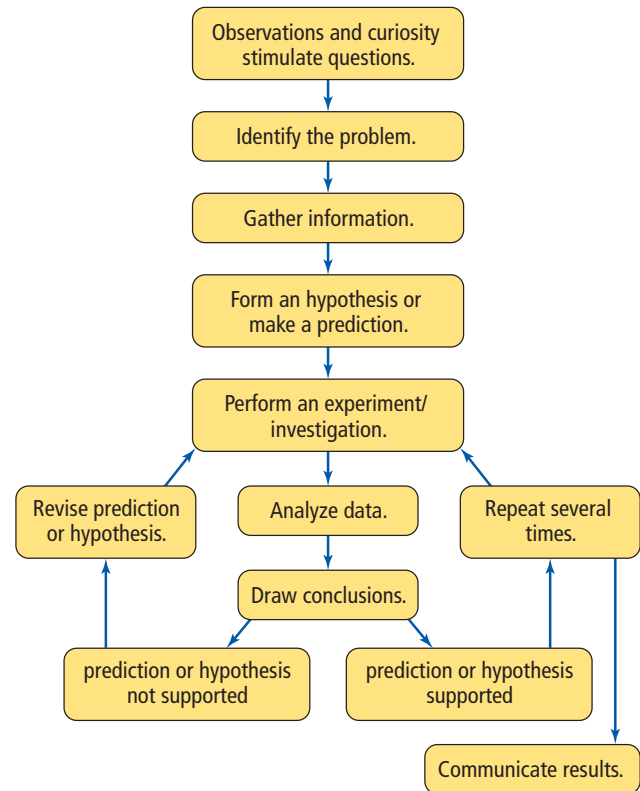 Observations and curiosity
stimulate questions.
Identify the problem.
Gather information.
Form an hypothesis or
make a prediction.
Perform an experiment/
investigation.
Revise prediction
or hypothesis.
Analyze data.
Repeat several
times.
Draw conclusions.
prediction or hypothesis
not supported
prediction or hypothesis
supported
Communicate results.